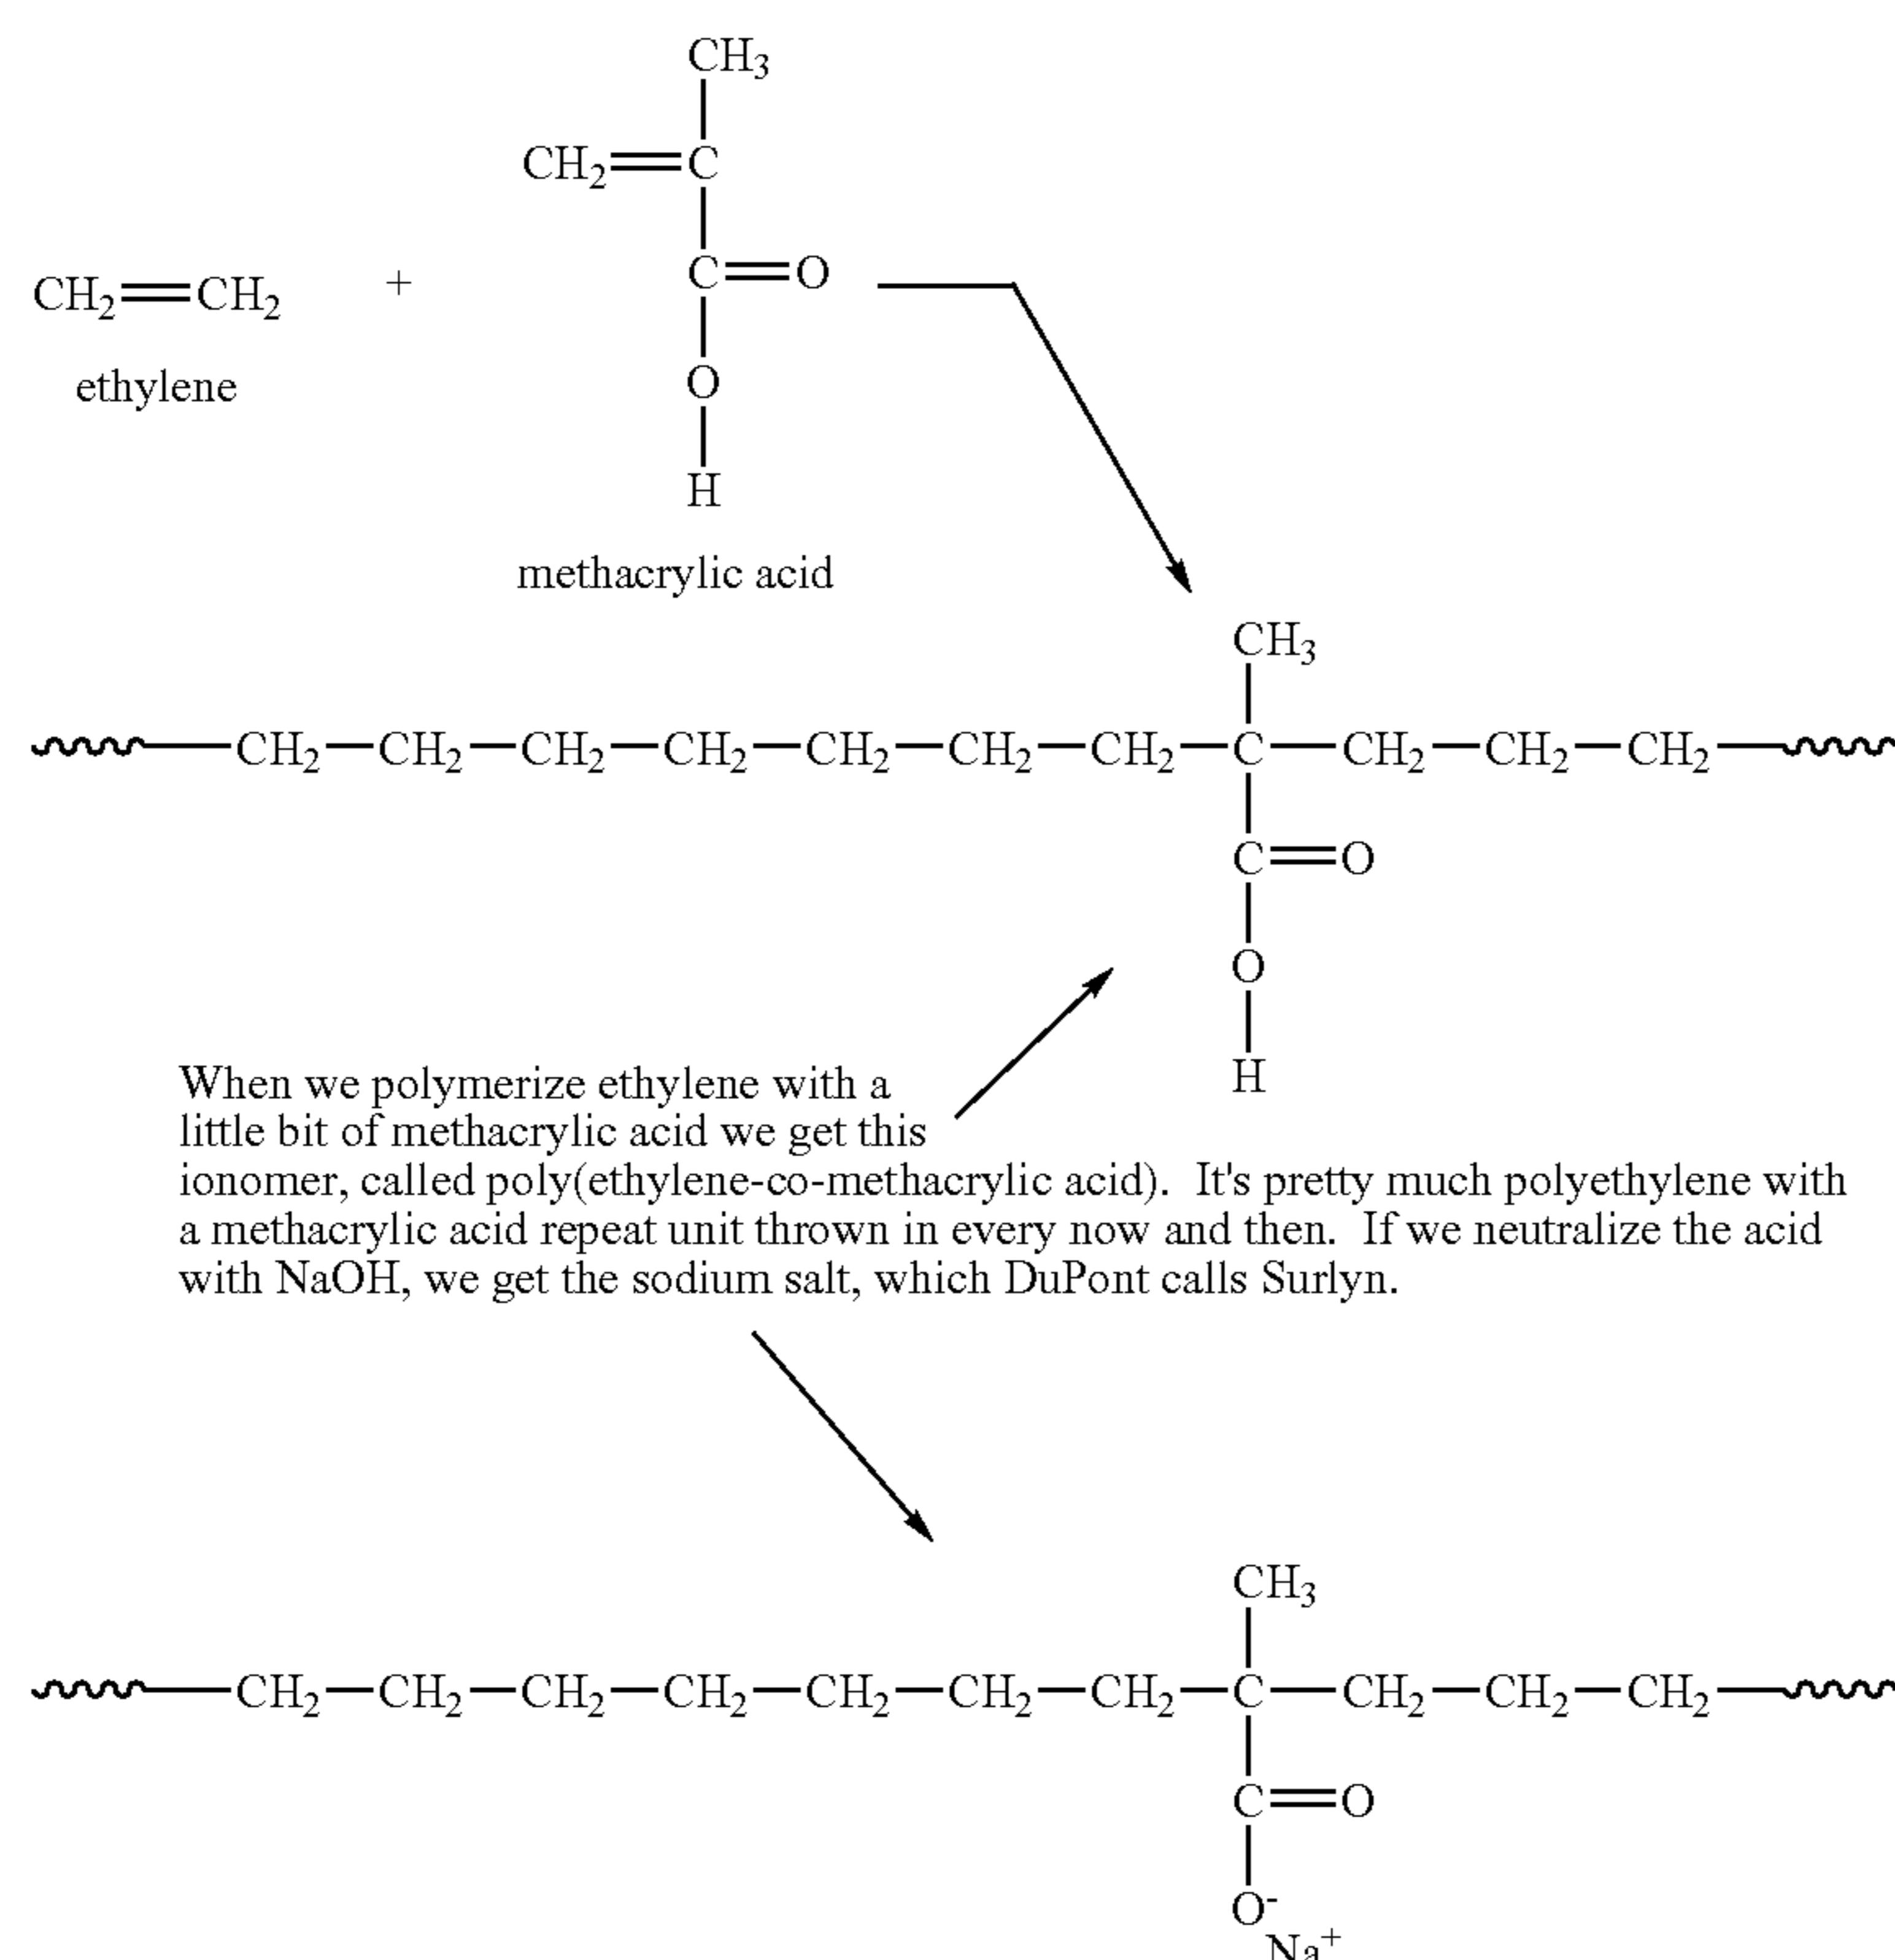 CH3
CH2=C
C=O
CH2=CH2 +
O
ethylene
H
methacrylic acid
CH3
CH2—CH2—CH2—CH2—CH2—CH2—CH2—C—CH2—CH2—CH2
C=O
O
H
When we polymerize ethylene with a
little bit of methacrylic acid we get this
ionomer, called poly(ethylene-co-methacrylic acid). It's pretty much polyethylene with
a methacrylic acid repeat unit thrown in every now and then. If we neutralize the acid
with NaOH, we get the sodium salt, which DuPont calls Surlyn.
CH3
CH2—CH2—CH2—CH2—CH2—CH2—CH2—C—CH2—CH2—CH2
C=O
O-
Na+